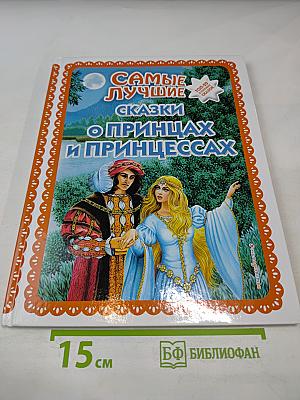 САМЫЕ
ЛУЧШИЕ
СКАЗКИ
О ПРИНЦАХ
И ПРИНЦЕССАХ
15 см
БФ БИБЛИОФАН